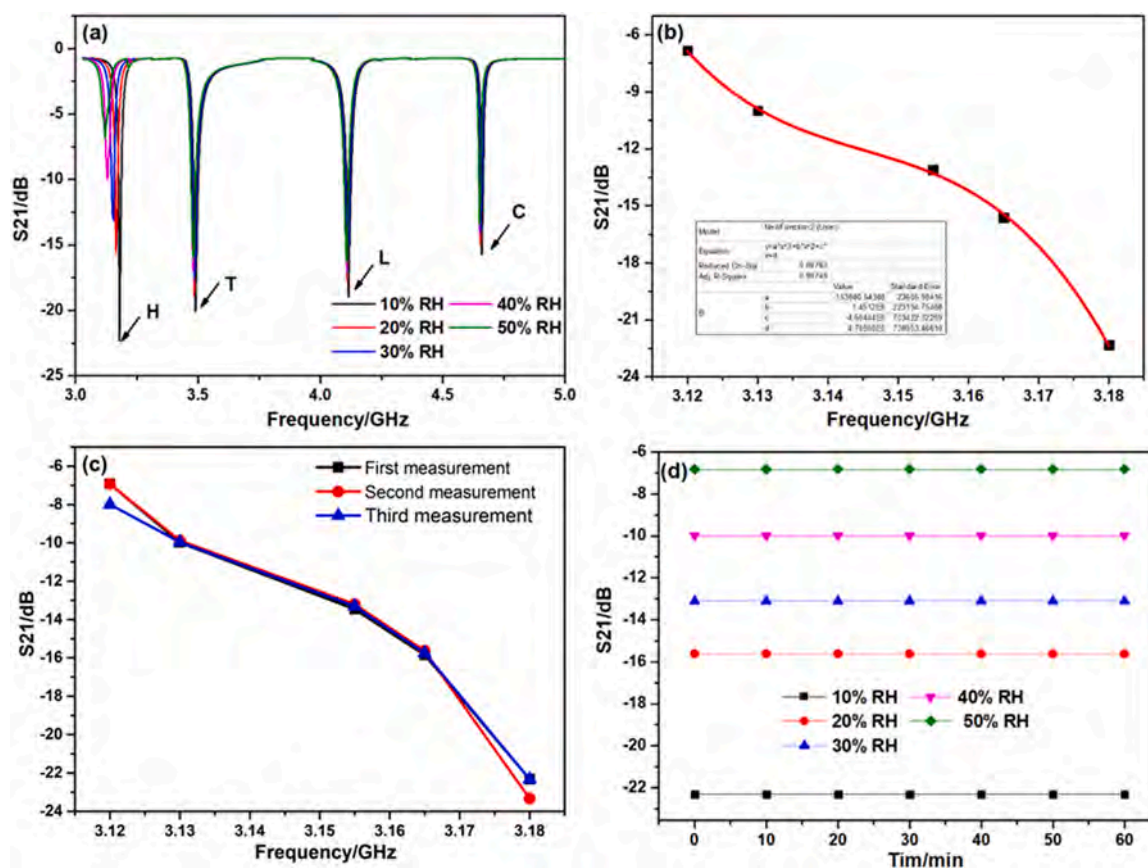 (a)
0
-5
-10
-15
-20
-25
S21/dB
H
T
L
C
10% RH
40% RH
20% RH
50% RH
30% RH
3.0
3.5
4.0
4.5
5.0
Frequency/GHz
(b)
-6
-9
-12
-15
-18
-21
-24
S21/dB
Model
Equation
Value
Standard Error
a
b
c
d
3.12
3.13
3.14
3.15
3.16
3.17
3.18
Frequency/GHz
(c)
-6
-8
-10
-12
-14
-16
-18
-20
-22
-24
S21/dB
First measurement
Second measurement
Third measurement
3.12
3.13
3.14
3.15
3.16
3.17
3.18
Frequency/GHz
(d)
-6
-8
-10
-12
-14
-16
-18
-20
-22
S21/dB
10% RH
40% RH
20% RH
50% RH
30% RH
0
10
20
30
40
50
60
Tim/min